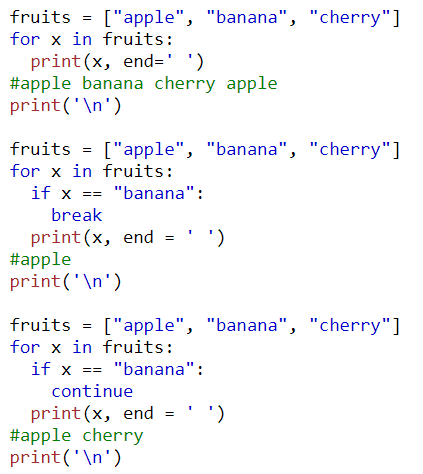 fruits = ["apple", "banana", "cherry"]
for x in fruits:
  print(x, end=' ')
#apple banana cherry apple
print('\n')

fruits = ["apple", "banana", "cherry"]
for x in fruits:
  if x == "banana":
    break
  print(x, end = ' ')
#apple
print('\n')

fruits = ["apple", "banana", "cherry"]
for x in fruits:
  if x == "banana":
    continue
  print(x, end = ' ')
#apple cherry
print('\n')